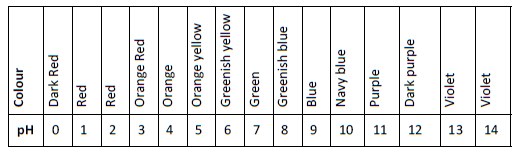 Colour Dark Red Red Red Orange Red Orange Orange yellow Greenish yellow Green Greenish blue Blue Navy blue Purple Dark purple Violet Violet
pH 0 1 2 3 4 5 6 7 8 9 10 11 12 13 14